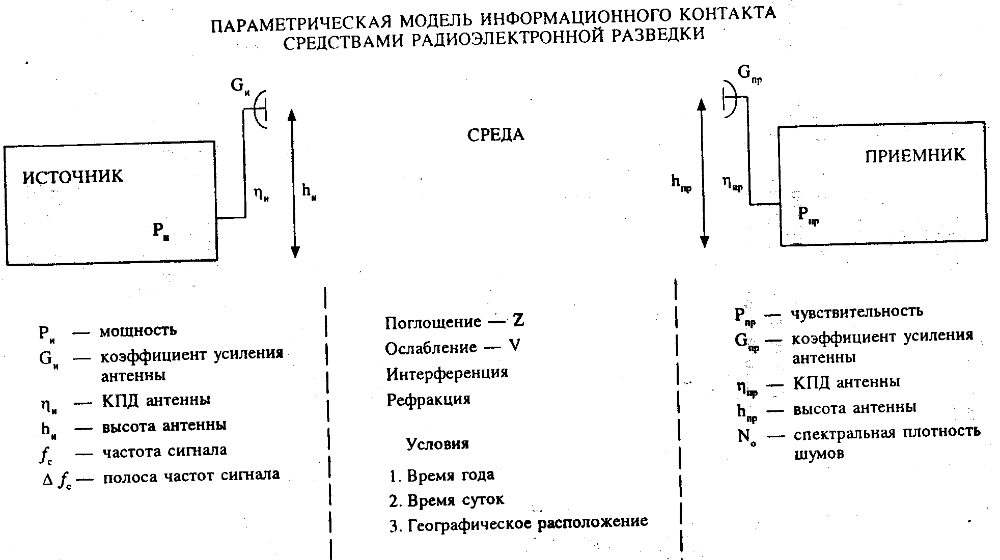 ПАРАМЕТРИЧЕСКАЯ МОДЕЛЬ ИНФОРМАЦИОННОГО КОНТАКТА
СРЕДСТВАМИ РАДИОЭЛЕКТРОННОЙ РАЗВЕДКИ
Gи
Gпр
СРЕДА
ИСТОЧНИК
ПРИЕМНИК
ηи
hи
hпр
ηпр
Pи
Pпр
Pи — мощность
Gи — коэффициент усиления
антенны
ηи — КПД антенны
hи — высота антенны
fс — частота сигнала
Δ fс — полоса частот сигнала
Поглощение — Z
Ослабление — V
Интерференция
Рефракция
Условия
1. Время года
2. Время суток
3. Географическое расположение
Pпр — чувствительность
Gпр — коэффициент усиления
антенны
ηпр — КПД антенны
hпр — высота антенны
Nо — спектральная плотность
шумов